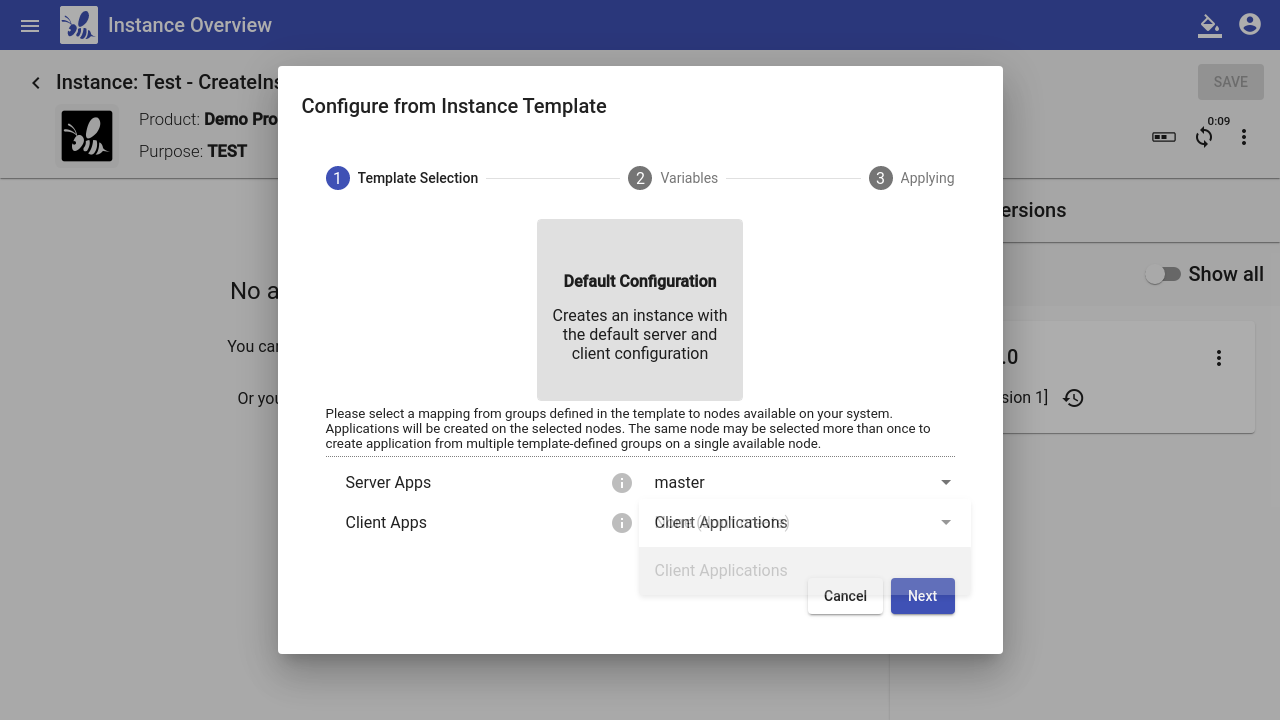 Instance Overview
Instance: Test - CreateIns
SAVE
Product: Demo Pro
Purpose: TEST
0:09
Configure from Instance Template
1 Template Selection
2 Variables
3 Applying
ersions
Show all
Default Configuration
Creates an instance with
the default server and
client configuration
No a
You can
Or you
.0
sion 1]
Please select a mapping from groups defined in the template to nodes available on your system.
Applications will be created on the selected nodes. The same node may be selected more than once to
create application from multiple template-defined groups on a single available node.
Server Apps
master
Client Apps
Client Applications
Client Applications
Cancel
Next